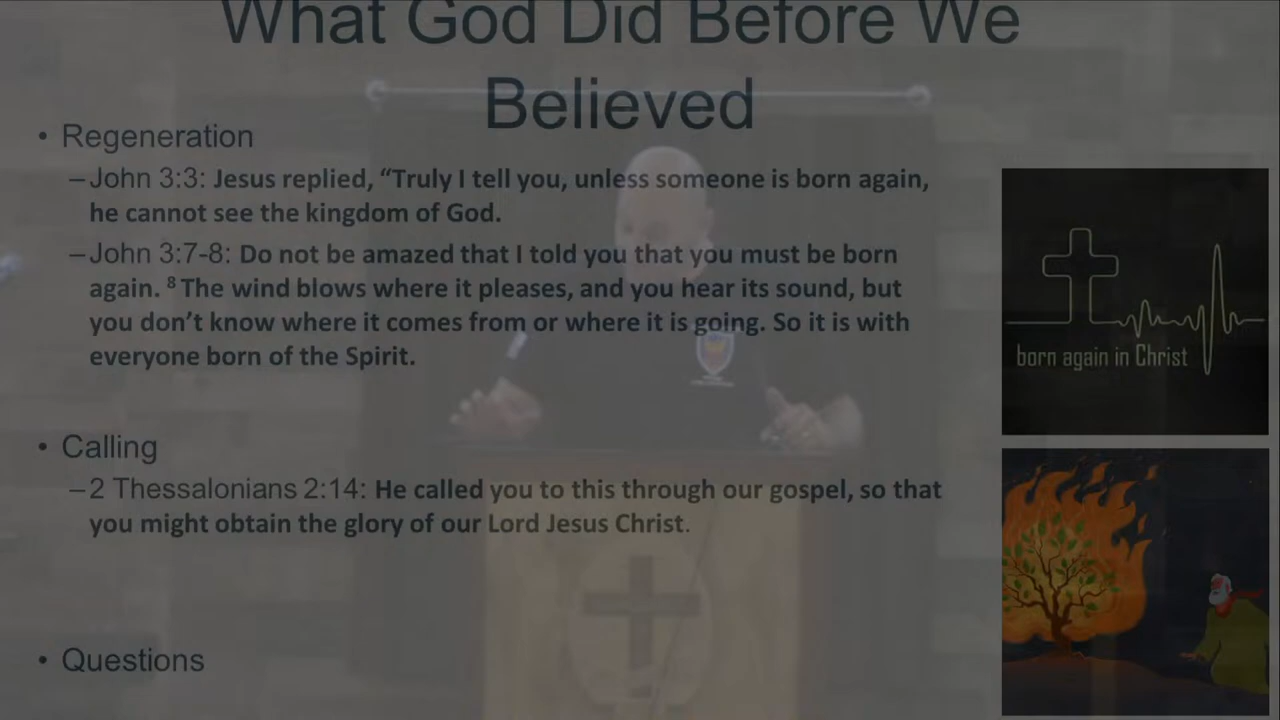 What God Did Before We
Believed
• Regeneration
–John 3:3: Jesus replied, “Truly I tell you, unless someone is born again,
he cannot see the kingdom of God.
–John 3:7-8: Do not be amazed that I told you that you must be born
again. ⁸ The wind blows where it pleases, and you hear its sound, but
you don’t know where it comes from or where it is going. So it is with
everyone born of the Spirit.
born again in Christ
• Calling
–2 Thessalonians 2:14: He called you to this through our gospel, so that
you might obtain the glory of our Lord Jesus Christ.
• Questions